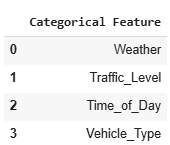 Categorical Feature
0 Weather
1 Traffic_Level
2 Time_of_Day
3 Vehicle_Type